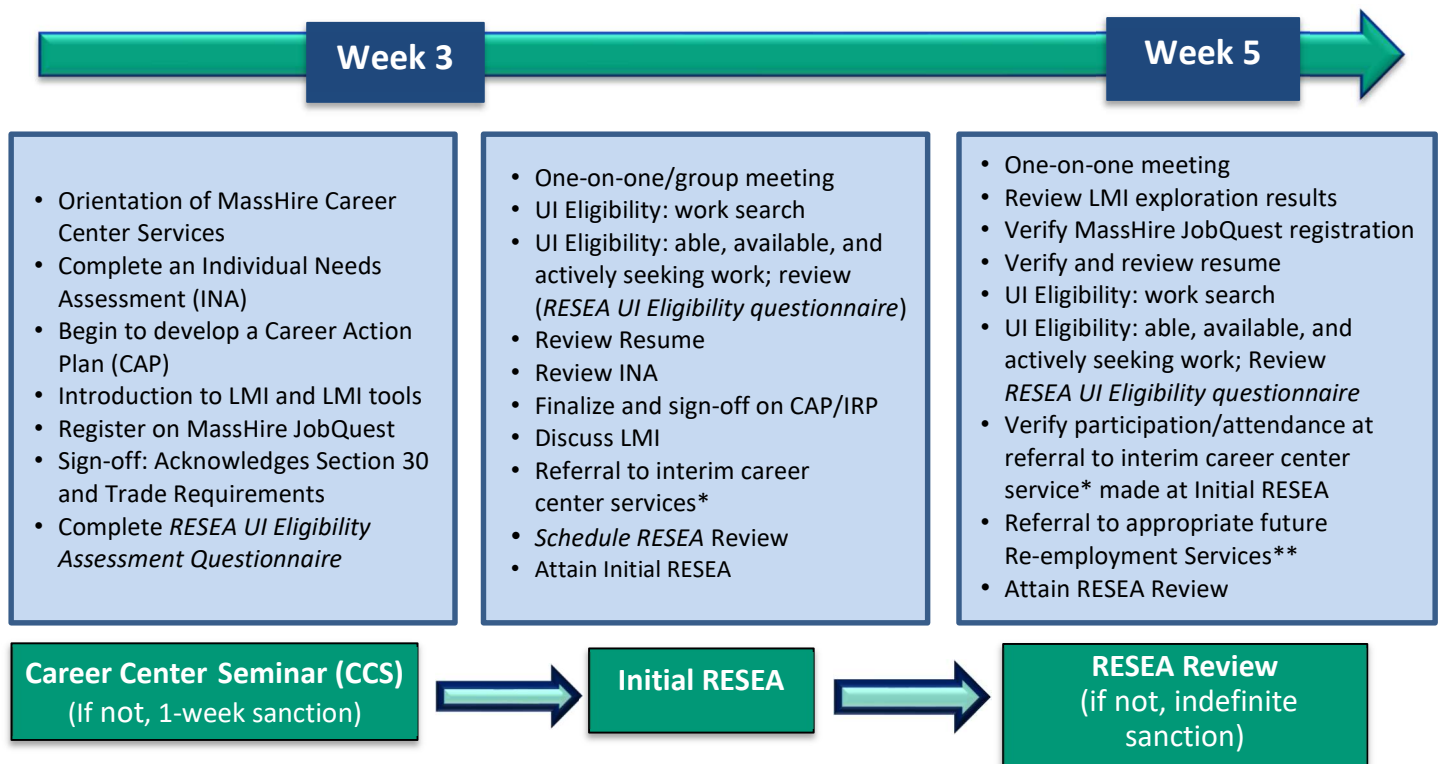 Week 3
Week 5
• Orientation of MassHire Career
Center Services
• Complete an Individual Needs
Assessment (INA)
• Begin to develop a Career Action
Plan (CAP)
• Introduction to LMI and LMI tools
• Register on MassHire JobQuest
• Sign-off: Acknowledges Section 30
and Trade Requirements
• Complete RESEA UI Eligibility
Assessment Questionnaire
• One-on-one/group meeting
• UI Eligibility: work search
• UI Eligibility: able, available, and
actively seeking work; review
(RESEA UI Eligibility questionnaire)
• Review Resume
• Review INA
• Finalize and sign-off on CAP/IRP
• Discuss LMI
• Referral to interim career
center services*
• Schedule RESEA Review
• Attain Initial RESEA
• One-on-one meeting
• Review LMI exploration results
• Verify MassHire JobQuest registration
• Verify and review resume
• UI Eligibility: work search
• UI Eligibility: able, available, and
actively seeking work; Review
RESEA UI Eligibility questionnaire
• Verify participation/attendance at
referral to interim career center
service* made at Initial RESEA
• Referral to appropriate future
Re-employment Services**
• Attain RESEA Review
Career Center Seminar (CCS)
(If not, 1-week sanction)
Initial RESEA
RESEA Review
(if not, indefinite
sanction)